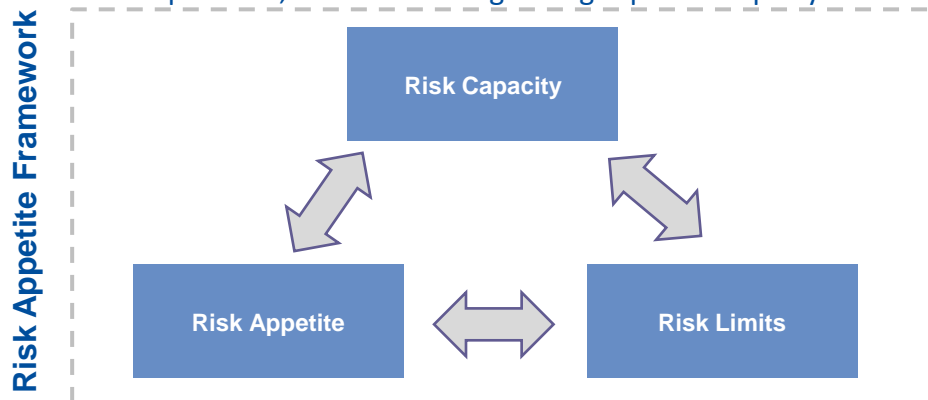 Risk Appetite Framework
Risk Capacity
Risk Appetite
Risk Limits